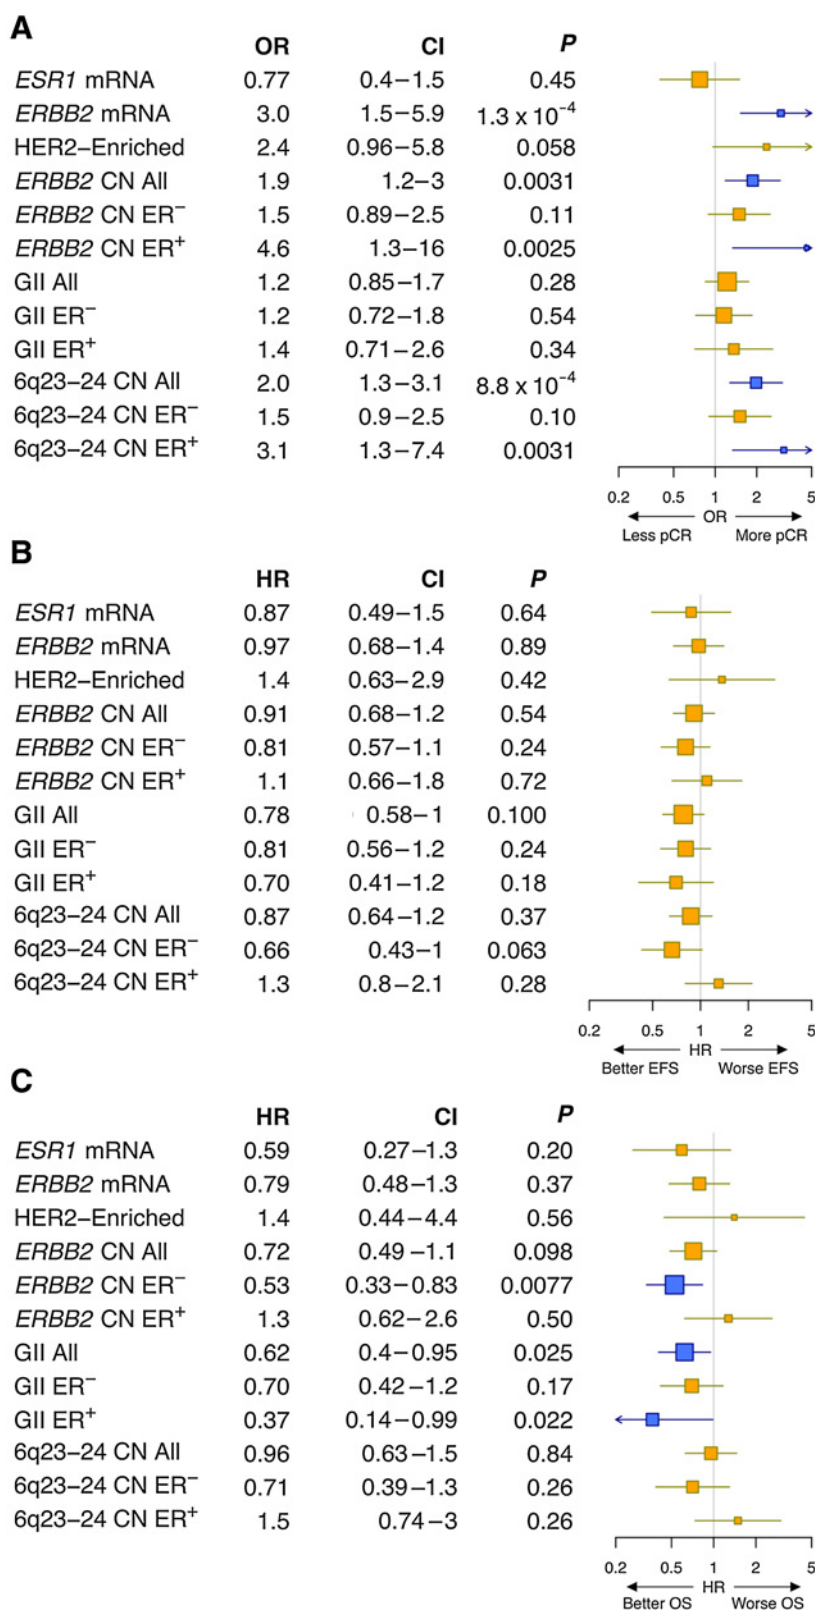 A
OR CI P
ESR1 mRNA 0.77 0.4–1.5 0.45
ERBB2 mRNA 3.0 1.5–5.9 1.3 x 10⁻⁴
HER2–Enriched 2.4 0.96–5.8 0.058
ERBB2 CN All 1.9 1.2–3 0.0031
ERBB2 CN ER⁻ 1.5 0.89–2.5 0.11
ERBB2 CN ER⁺ 4.6 1.3–16 0.0025
GII All 1.2 0.85–1.7 0.28
GII ER⁻ 1.2 0.72–1.8 0.54
GII ER⁺ 1.4 0.71–2.6 0.34
6q23–24 CN All 2.0 1.3–3.1 8.8 x 10⁻⁴
6q23–24 CN ER⁻ 1.5 0.9–2.5 0.10
6q23–24 CN ER⁺ 3.1 1.3–7.4 0.0031
0.2 0.5 1 2 5
OR
Less pCR More pCR
B
HR CI P
ESR1 mRNA 0.87 0.49–1.5 0.64
ERBB2 mRNA 0.97 0.68–1.4 0.89
HER2–Enriched 1.4 0.63–2.9 0.42
ERBB2 CN All 0.91 0.68–1.2 0.54
ERBB2 CN ER⁻ 0.81 0.57–1.1 0.24
ERBB2 CN ER⁺ 1.1 0.66–1.8 0.72
GII All 0.78 0.58–1 0.100
GII ER⁻ 0.81 0.56–1.2 0.24
GII ER⁺ 0.70 0.41–1.2 0.18
6q23–24 CN All 0.87 0.64–1.2 0.37
6q23–24 CN ER⁻ 0.66 0.43–1 0.063
6q23–24 CN ER⁺ 1.3 0.8–2.1 0.28
0.2 0.5 1 2 5
HR
Better EFS Worse EFS
C
HR CI P
ESR1 mRNA 0.59 0.27–1.3 0.20
ERBB2 mRNA 0.79 0.48–1.3 0.37
HER2–Enriched 1.4 0.44–4.4 0.56
ERBB2 CN All 0.72 0.49–1.1 0.098
ERBB2 CN ER⁻ 0.53 0.33–0.83 0.0077
ERBB2 CN ER⁺ 1.3 0.62–2.6 0.50
GII All 0.62 0.4–0.95 0.025
GII ER⁻ 0.70 0.42–1.2 0.17
GII ER⁺ 0.37 0.14–0.99 0.022
6q23–24 CN All 0.96 0.63–1.5 0.84
6q23–24 CN ER⁻ 0.71 0.39–1.3 0.26
6q23–24 CN ER⁺ 1.5 0.74–3 0.26
0.2 0.5 1 2 5
HR
Better OS Worse OS